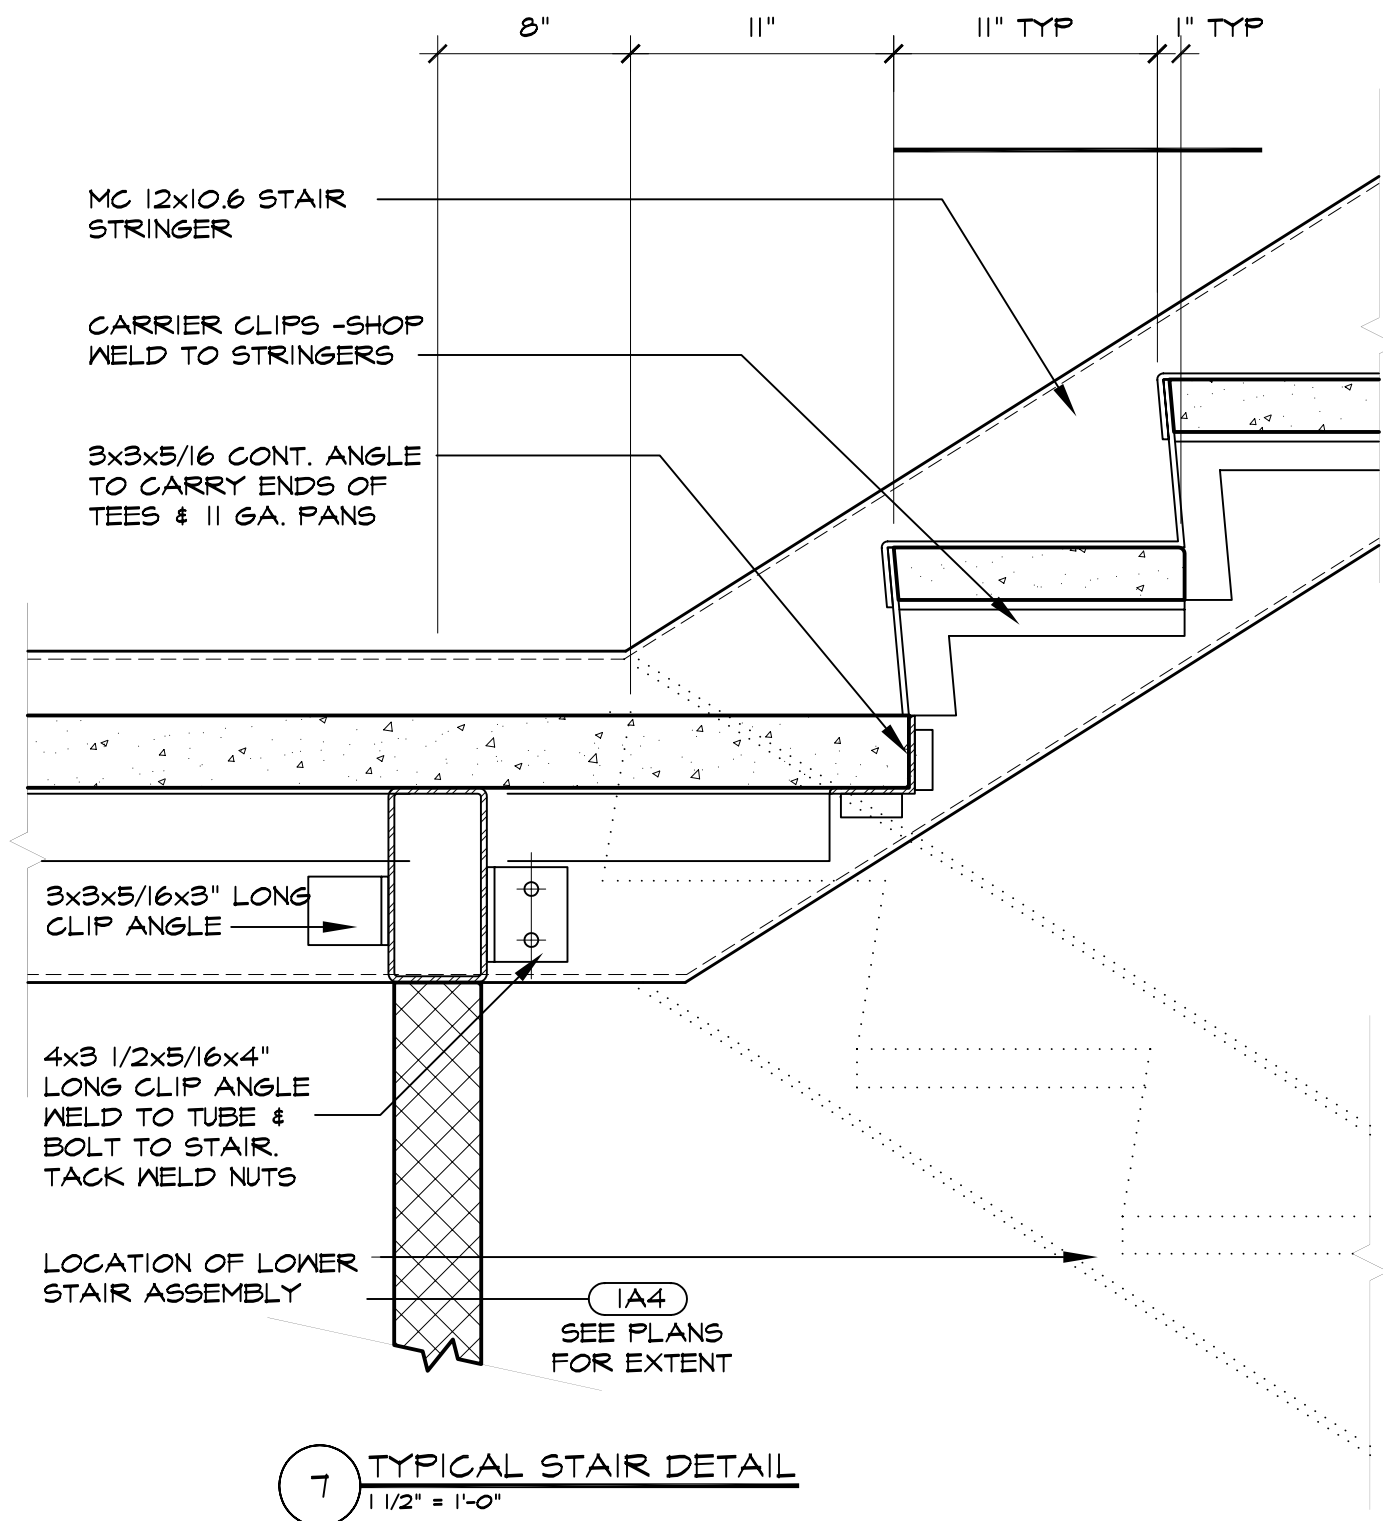 8" 11" 11" TYP 1" TYP
MC 12x10.6 STAIR
STRINGER
CARRIER CLIPS -SHOP
WELD TO STRINGERS
3x3x5/16 CONT. ANGLE
TO CARRY ENDS OF
TEES & 11 GA. PANS
3x3x5/16x3" LONG
CLIP ANGLE
4x3 1/2x5/16x4"
LONG CLIP ANGLE
WELD TO TUBE &
BOLT TO STAIR.
TACK WELD NUTS
LOCATION OF LOWER
STAIR ASSEMBLY
1A4
SEE PLANS
FOR EXTENT
7 TYPICAL STAIR DETAIL
1 1/2" = 1'-0"